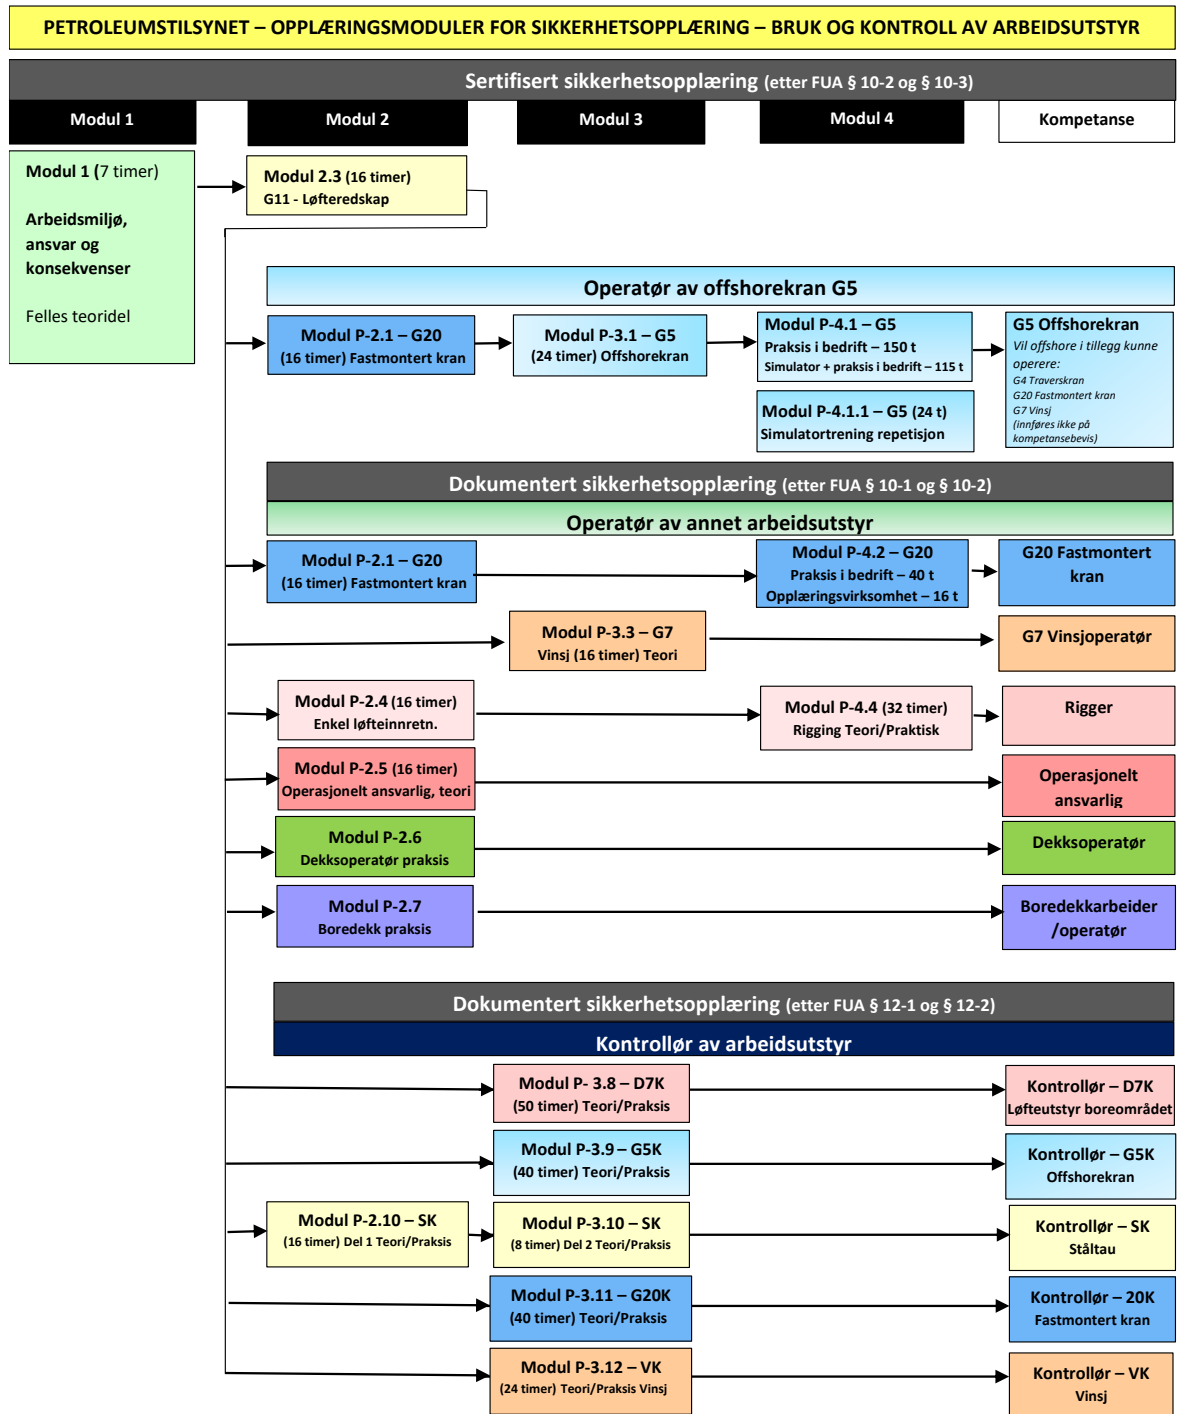 PETROLEUMSTILSYNET – OPPLÆRINGSMODULER FOR SIKKERHETSOPPLÆRING – BRUK OG KONTROLL AV ARBEIDSUTSTYR
Sertifisert sikkerhetsopplæring (etter FUA § 10-2 og § 10-3)
Modul 1
Modul 2
Modul 3
Modul 4
Kompetanse
Modul 1 (7 timer)
Arbeidsmiljø,
ansvar og
konsekvenser
Felles teoridel
Modul 2.3 (16 timer)
G11 - Løfteredskap
Operatør av offshorekran G5
Modul P-2.1 – G20
(16 timer) Fastmontert kran
Modul P-3.1 – G5
(24 timer) Offshorekran
Modul P-4.1 – G5
Praksis i bedrift – 150 t
Simulator + praksis i bedrift – 115 t
Modul P-4.1.1 – G5 (24 t)
Simulatortrening repetisjon
G5 Offshorekran
Vil offshore i tillegg kunne
operere:
G4 Traverskran
G20 Fastmontert kran
G7 Vinsj
(innføres ikke på
kompetansebevis)
Dokumentert sikkerhetsopplæring (etter FUA § 10-1 og § 10-2)
Operatør av annet arbeidsutstyr
Modul P-2.1 – G20
(16 timer) Fastmontert kran
Modul P-4.2 – G20
Praksis i bedrift – 40 t
Opplæringsvirksomhet – 16 t
G20 Fastmontert
kran
Modul P-3.3 – G7
Vinsj (16 timer) Teori
G7 Vinsjoperatør
Modul P-2.4 (16 timer)
Enkel løfteinnretn.
Modul P-4.4 (32 timer)
Rigging Teori/Praktisk
Rigger
Modul P-2.5 (16 timer)
Operasjonelt ansvarlig, teori
Operasjonelt
ansvarlig
Modul P-2.6
Dekksoperatør praksis
Dekksoperatør
Modul P-2.7
Boredekk praksis
Boredekkarbeider
/operatør
Dokumentert sikkerhetsopplæring (etter FUA § 12-1 og § 12-2)
Kontrollør av arbeidsutstyr
Modul P- 3.8 – D7K
(50 timer) Teori/Praksis
Kontrollør – D7K
Løfteutstyr boreområdet
Modul P-3.9 – G5K
(40 timer) Teori/Praksis
Kontrollør – G5K
Offshorekran
Modul P-2.10 – SK
(16 timer) Del 1 Teori/Praksis
Modul P-3.10 – SK
(8 timer) Del 2 Teori/Praksis
Kontrollør – SK
Ståltau
Modul P-3.11 – G20K
(40 timer) Teori/Praksis
Kontrollør – 20K
Fastmontert kran
Modul P-3.12 – VK
(24 timer) Teori/Praksis Vinsj
Kontrollør – VK
Vinsj